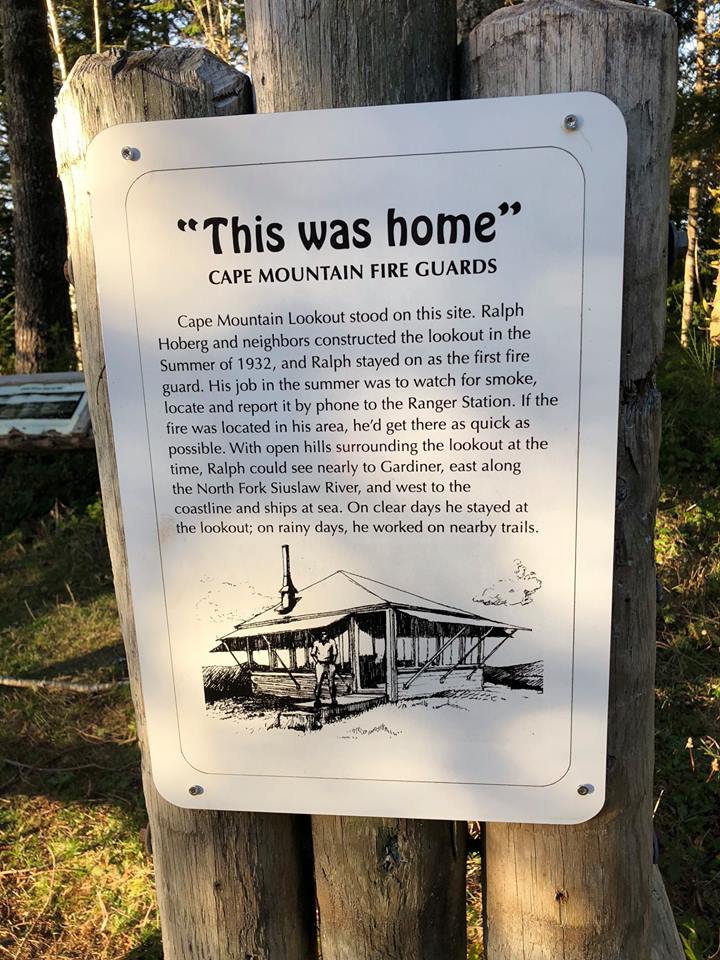 “This was home”
CAPE MOUNTAIN FIRE GUARDS
Cape Mountain Lookout stood on this site. Ralph
Hoberg and neighbors constructed the lookout in the
Summer of 1932, and Ralph stayed on as the first fire
guard. His job in the summer was to watch for smoke,
locate and report it by phone to the Ranger Station. If the
fire was located in his area, he’d get there as quick as
possible. With open hills surrounding the lookout at the
time, Ralph could see nearly to Gardiner, east along
the North Fork Siuslaw River, and west to the
coastline and ships at sea. On clear days he stayed at
the lookout; on rainy days, he worked on nearby trails.